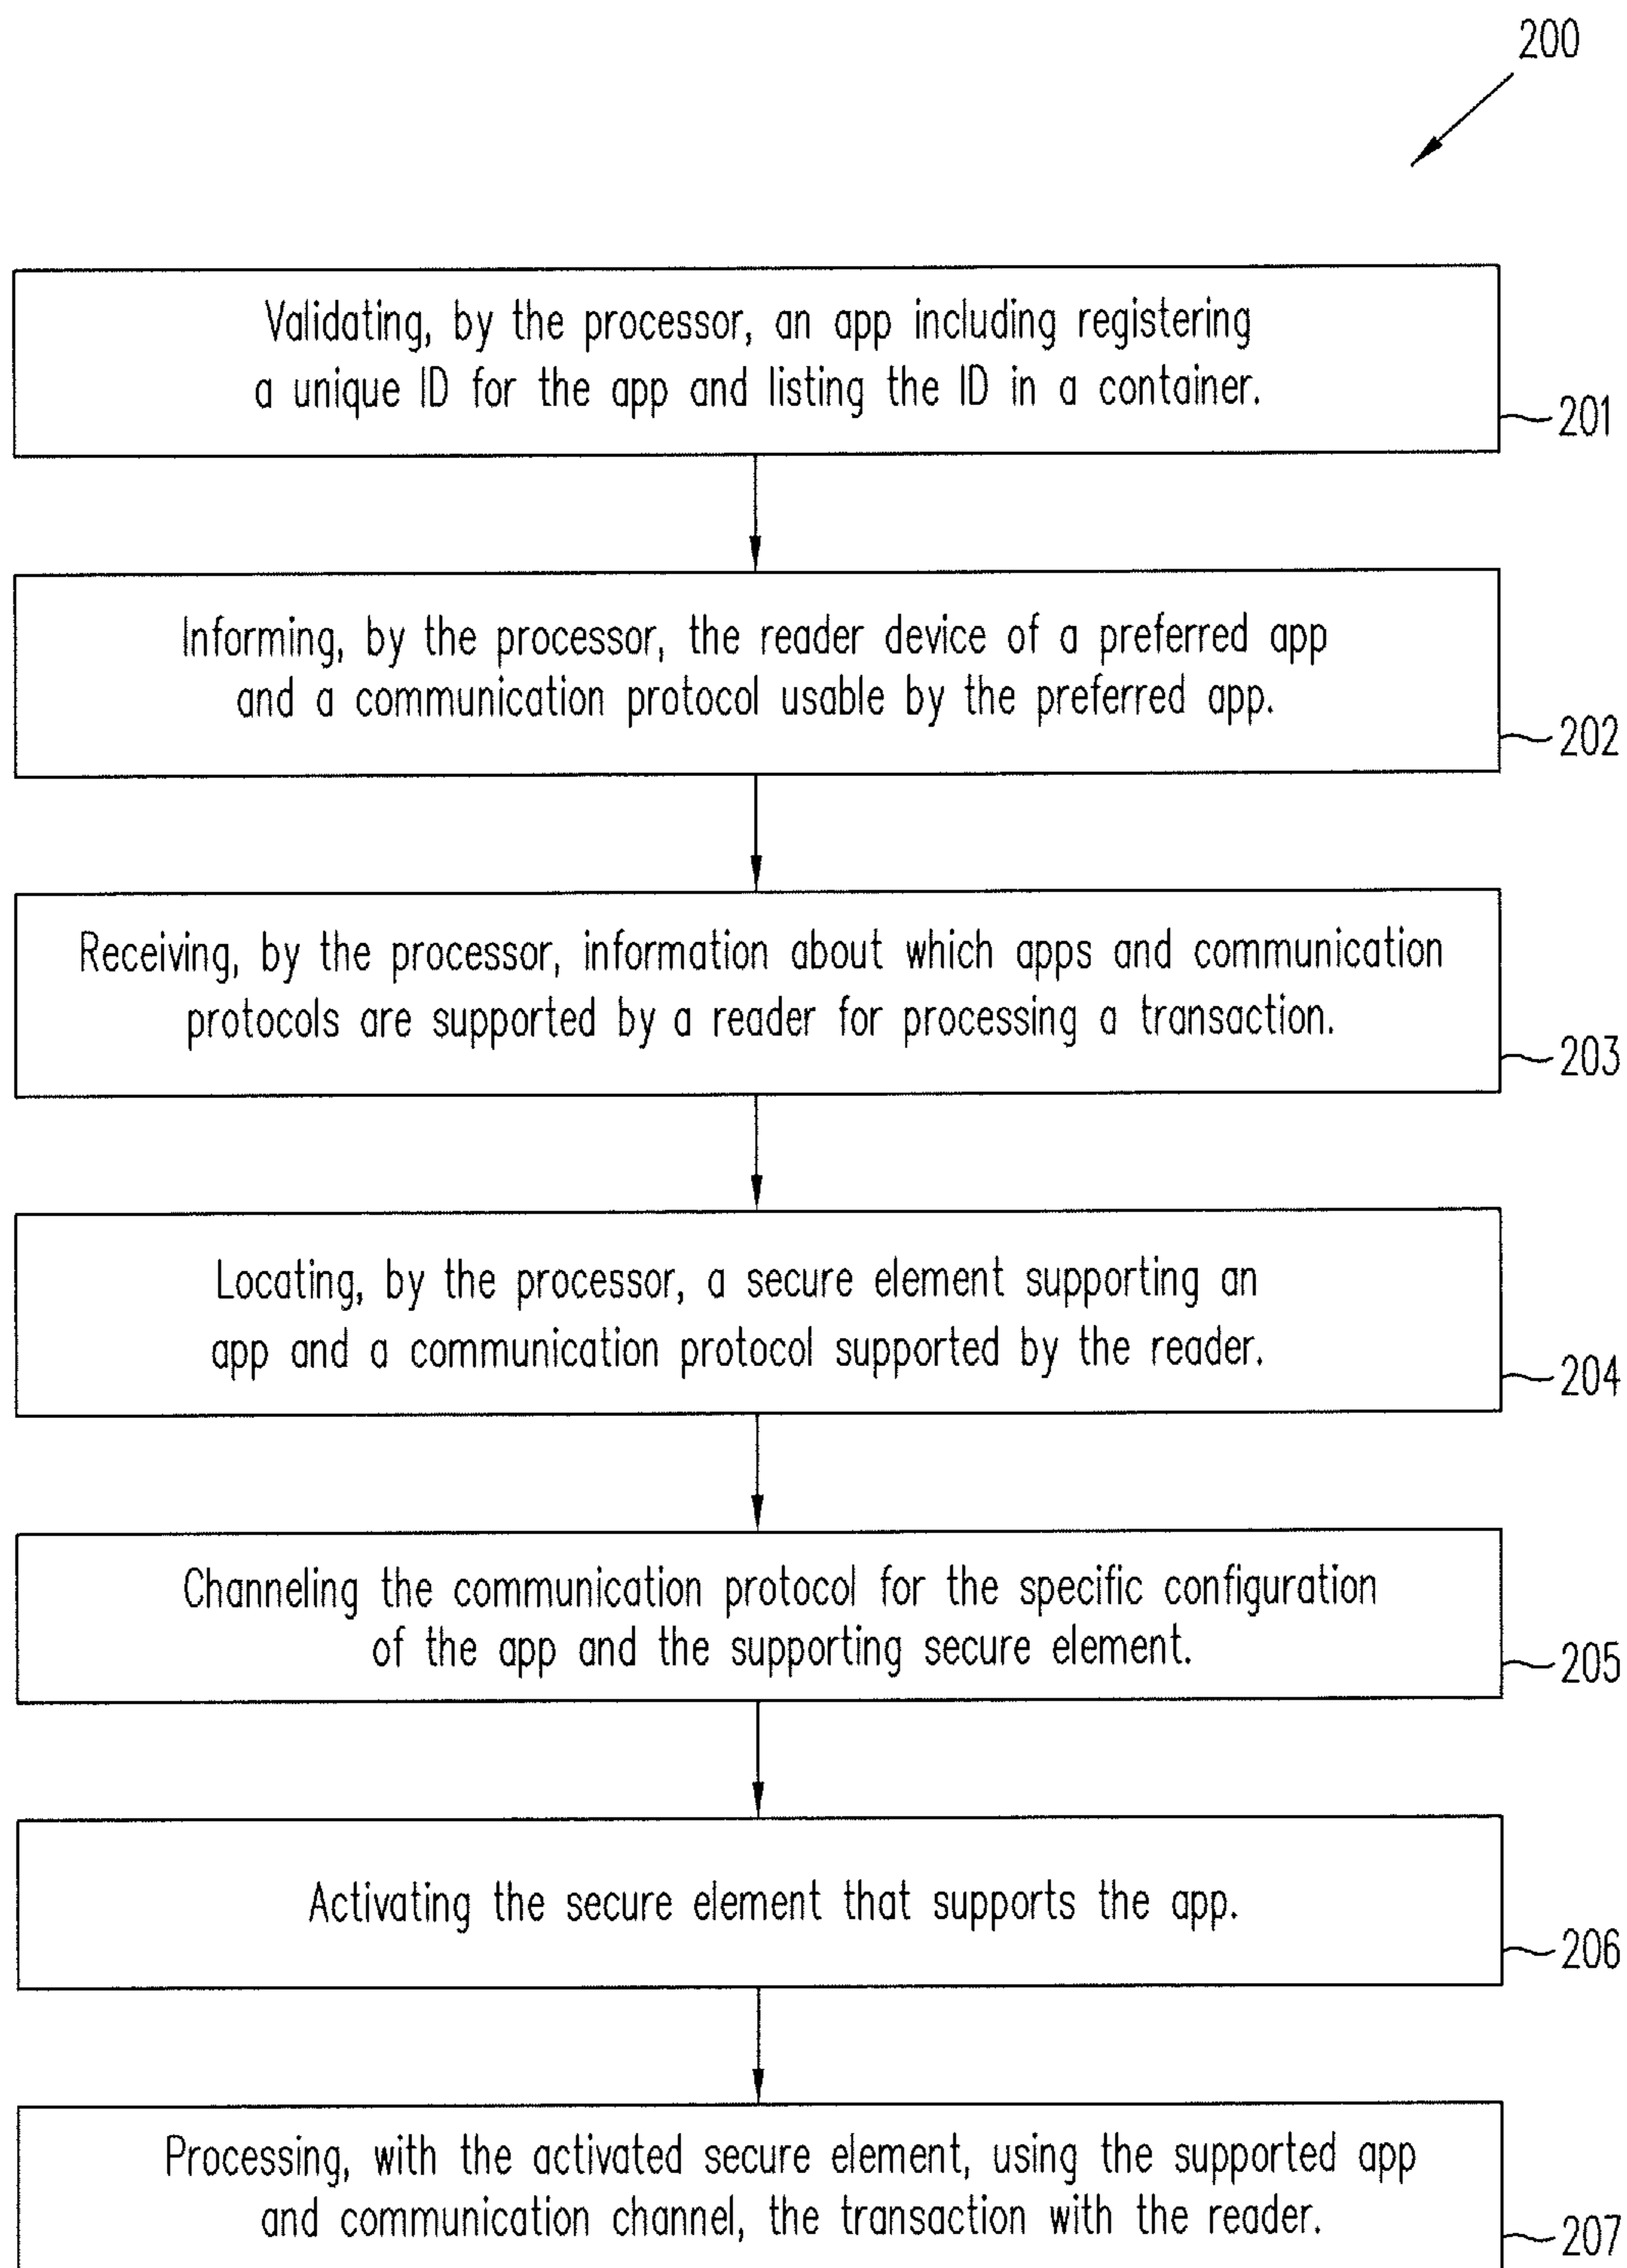 200
Validating, by the processor, an app including registering
a unique ID for the app and listing the ID in a container.
201
Informing, by the processor, the reader device of a preferred app
and a communication protocol usable by the preferred app.
202
Receiving, by the processor, information about which apps and communication
protocols are supported by a reader for processing a transaction.
203
Locating, by the processor, a secure element supporting an
app and a communication protocol supported by the reader.
204
Channeling the communication protocol for the specific configuration
of the app and the supporting secure element.
205
Activating the secure element that supports the app.
206
Processing, with the activated secure element, using the supported app
and communication channel, the transaction with the reader.
207